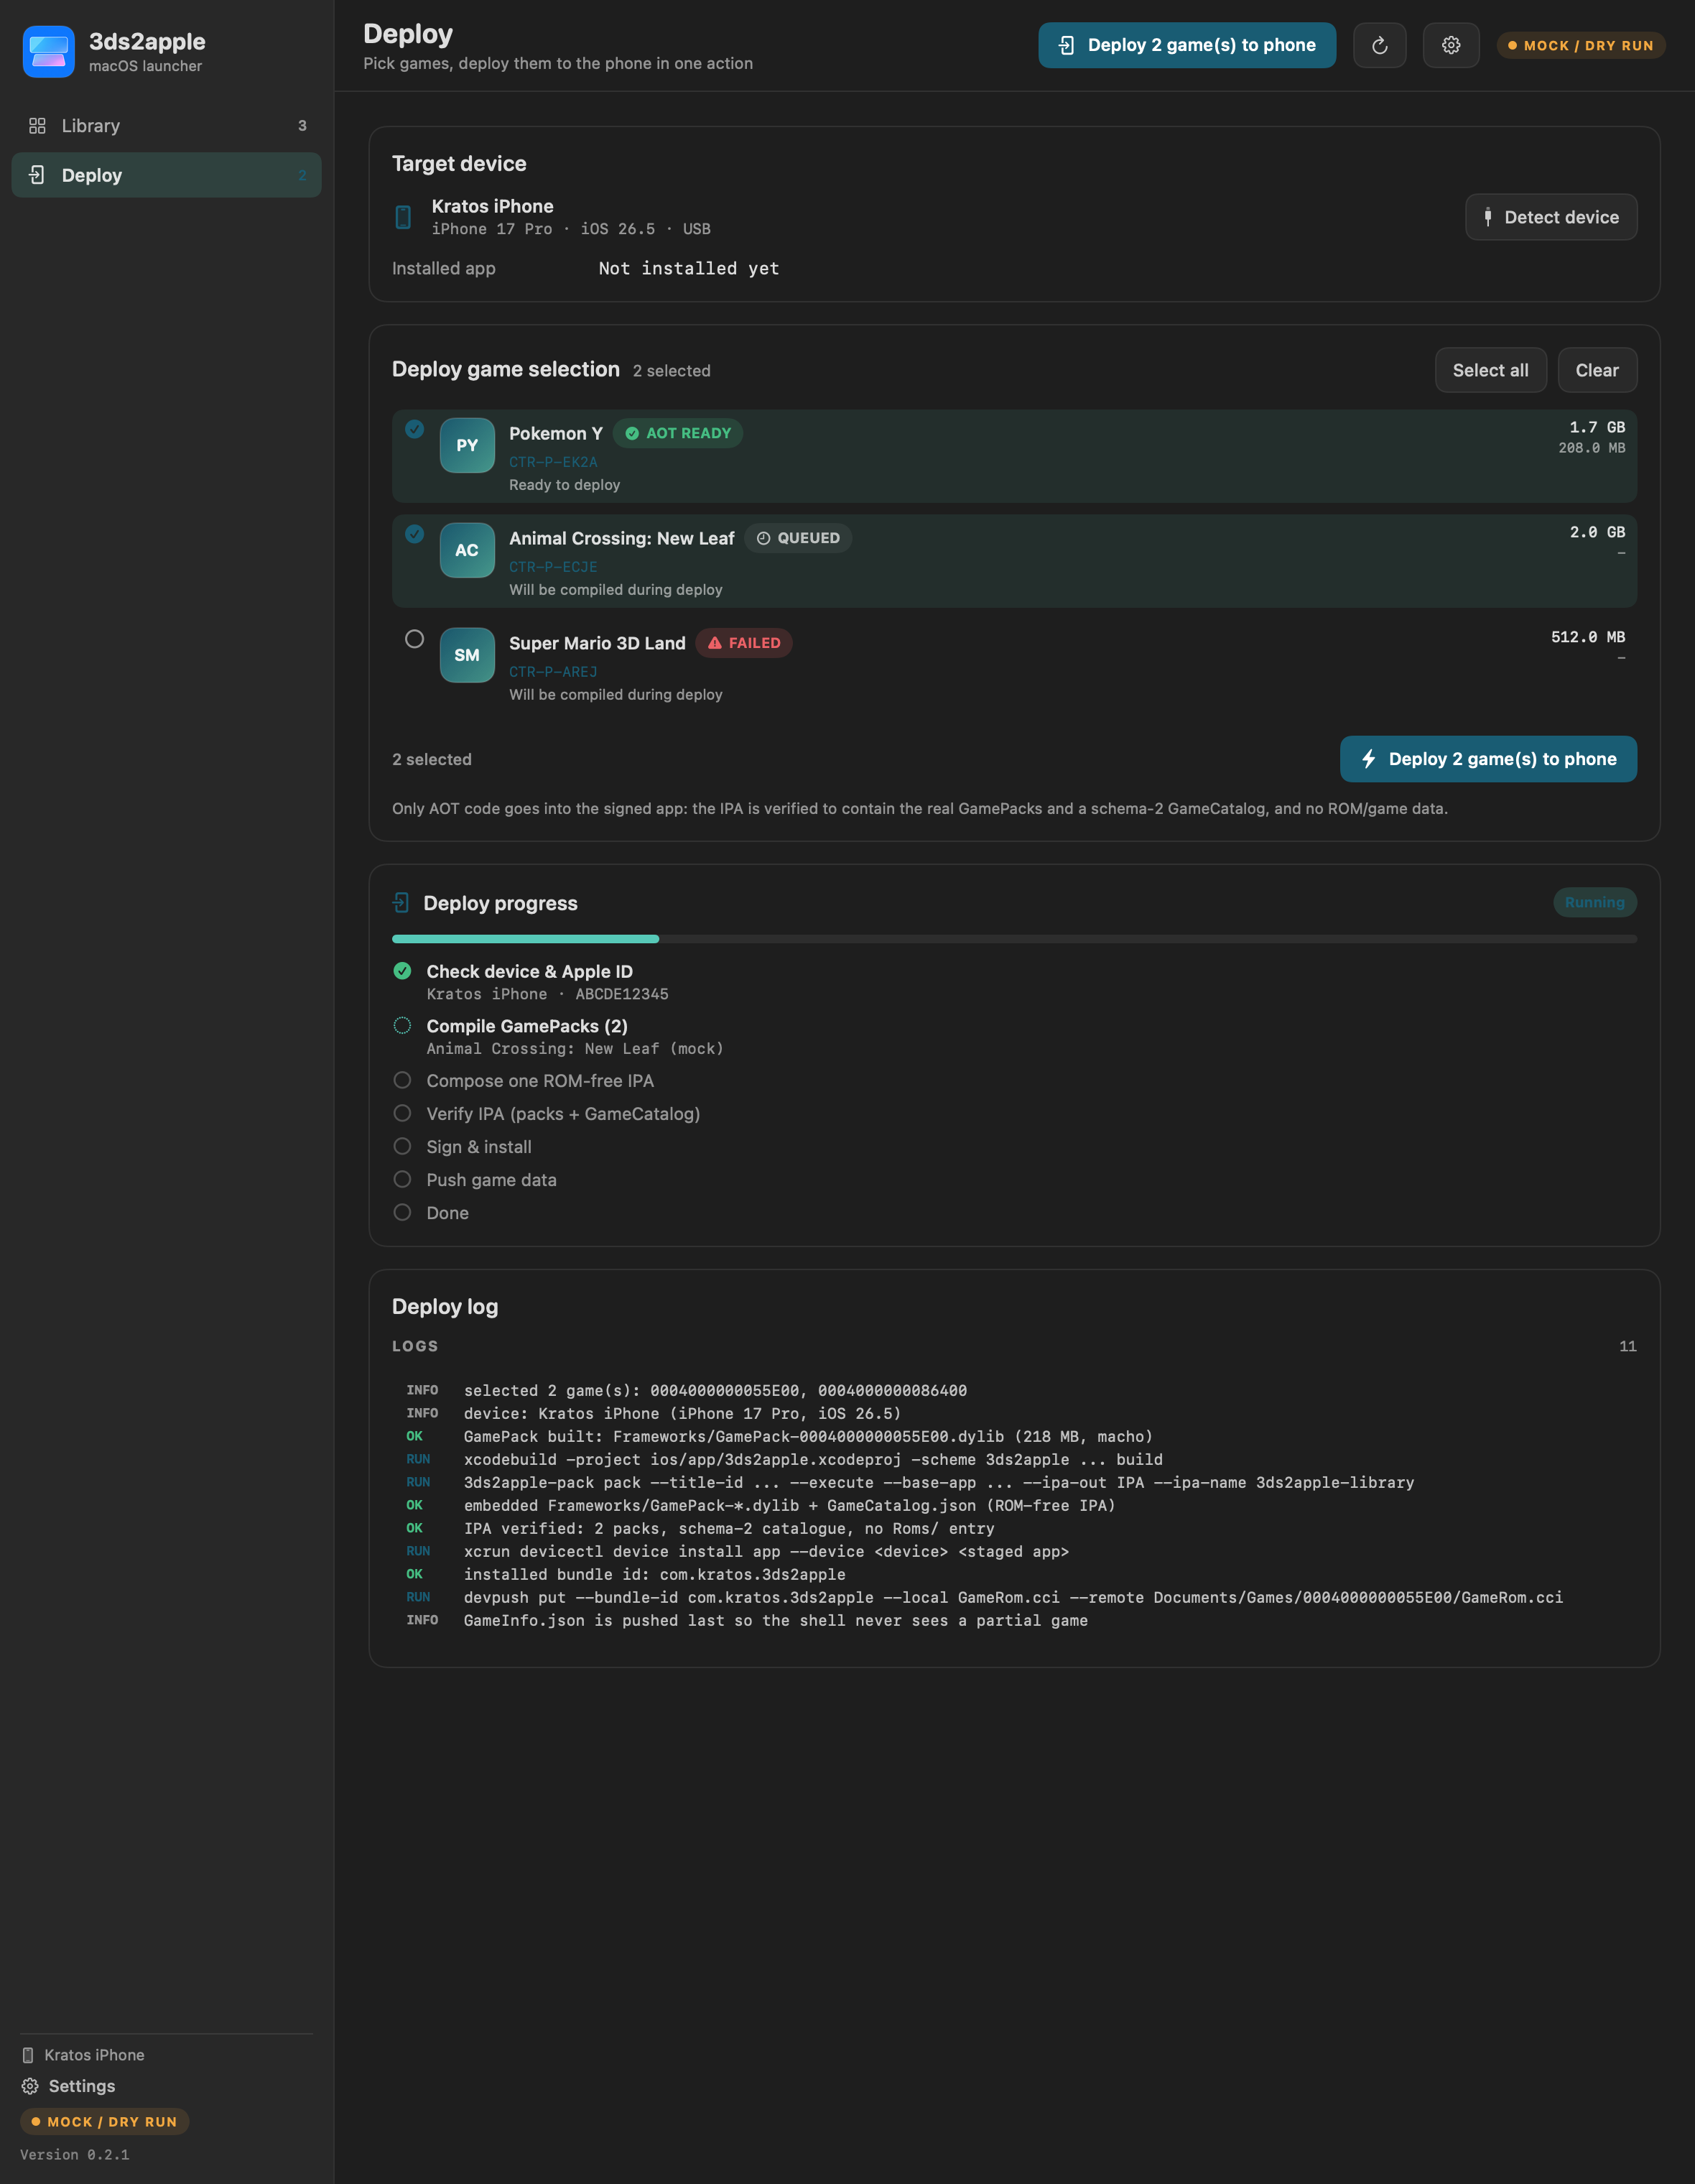 3ds2apple
macOS launcher
Library 3
Deploy 2
Kratos iPhone
Settings
MOCK / DRY RUN
Version 0.2.1
Deploy
Pick games, deploy them to the phone in one action
Deploy 2 game(s) to phone
MOCK / DRY RUN
Target device
Kratos iPhone
iPhone 17 Pro · iOS 26.5 · USB
Detect device
Installed app Not installed yet
Deploy game selection 2 selected
Select all
Clear
PY
Pokemon Y
AOT READY
1.7 GB
208.0 MB
CTR-P-EK2A
Ready to deploy
AC
Animal Crossing: New Leaf
QUEUED
2.0 GB
—
CTR-P-ECJE
Will be compiled during deploy
SM
Super Mario 3D Land
FAILED
512.0 MB
—
CTR-P-AREJ
Will be compiled during deploy
2 selected
Deploy 2 game(s) to phone
Only AOT code goes into the signed app: the IPA is verified to contain the real GamePacks and a schema-2 GameCatalog, and no ROM/game data.
Deploy progress
Running
Check device & Apple ID
Kratos iPhone · ABCDE12345
Compile GamePacks (2)
Animal Crossing: New Leaf (mock)
Compose one ROM-free IPA
Verify IPA (packs + GameCatalog)
Sign & install
Push game data
Done
Deploy log
LOGS 11
INFO selected 2 game(s): 0004000000055E00, 0004000000086400
INFO device: Kratos iPhone (iPhone 17 Pro, iOS 26.5)
OK GamePack built: Frameworks/GamePack-0004000000055E00.dylib (218 MB, macho)
RUN xcodebuild -project ios/app/3ds2apple.xcodeproj -scheme 3ds2apple ... build
RUN 3ds2apple-pack pack --title-id ... --execute --base-app ... --ipa-out IPA --ipa-name 3ds2apple-library
OK embedded Frameworks/GamePack-*.dylib + GameCatalog.json (ROM-free IPA)
OK IPA verified: 2 packs, schema-2 catalogue, no Roms/ entry
RUN xcrun devicectl device install app --device <device> <staged app>
OK installed bundle id: com.kratos.3ds2apple
RUN devpush put --bundle-id com.kratos.3ds2apple --local GameRom.cci --remote Documents/Games/0004000000055E00/GameRom.cci
INFO GameInfo.json is pushed last so the shell never sees a partial game